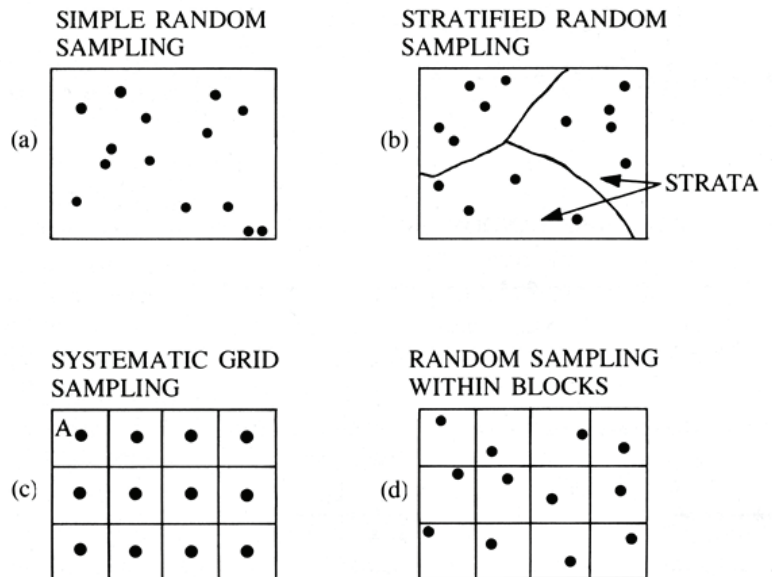 SIMPLE RANDOM
SAMPLING
STRATIFIED RANDOM
SAMPLING
(a)
(b)
STRATA
SYSTEMATIC GRID
SAMPLING
RANDOM SAMPLING
WITHIN BLOCKS
A
(c)
(d)